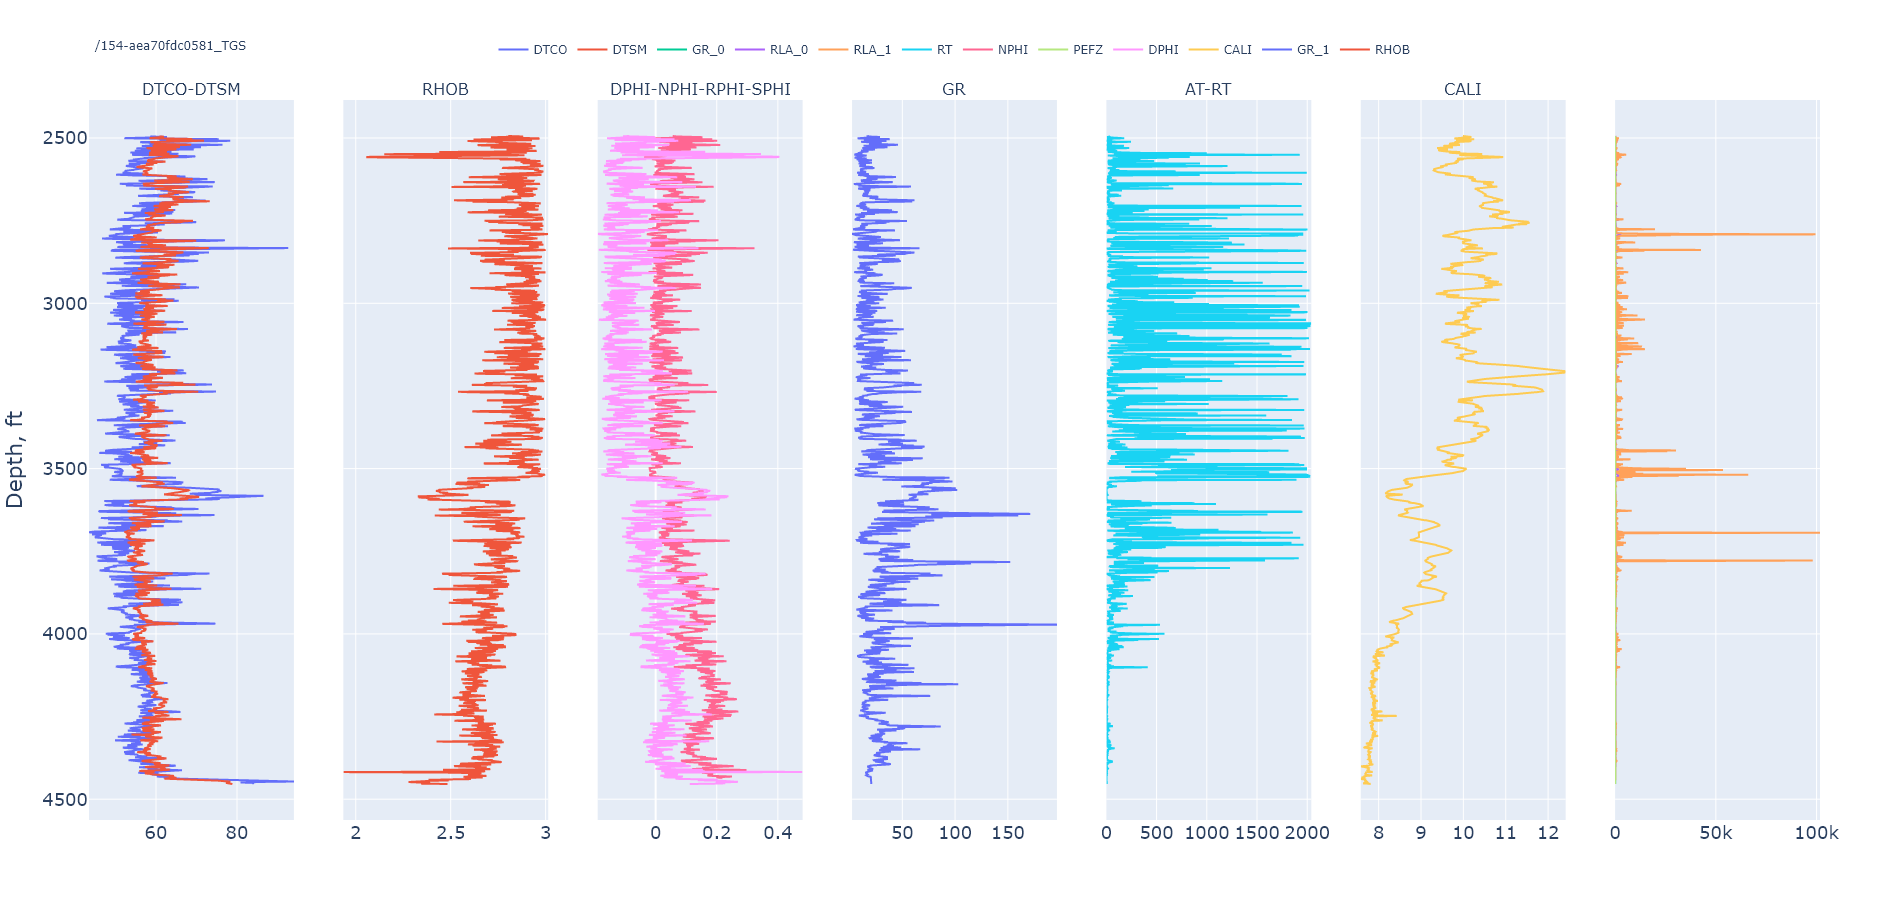 /154-aea70fdc0581_TGS
DTCO DTSM GR_0 RLA_0 RLA_1 RT NPHI PEFZ DPHI CALI GR_1 RHOB
DTCO-DTSM RHOB DPHI-NPHI-RPHI-SPHI GR AT-RT CALI
Depth, ft
2500
3000
3500
4000
4500
60 80 2 2.5 3 0 0.2 0.4 50 100 150 0 500 1000 1500 2000 8 9 10 11 12 0 50k 100k